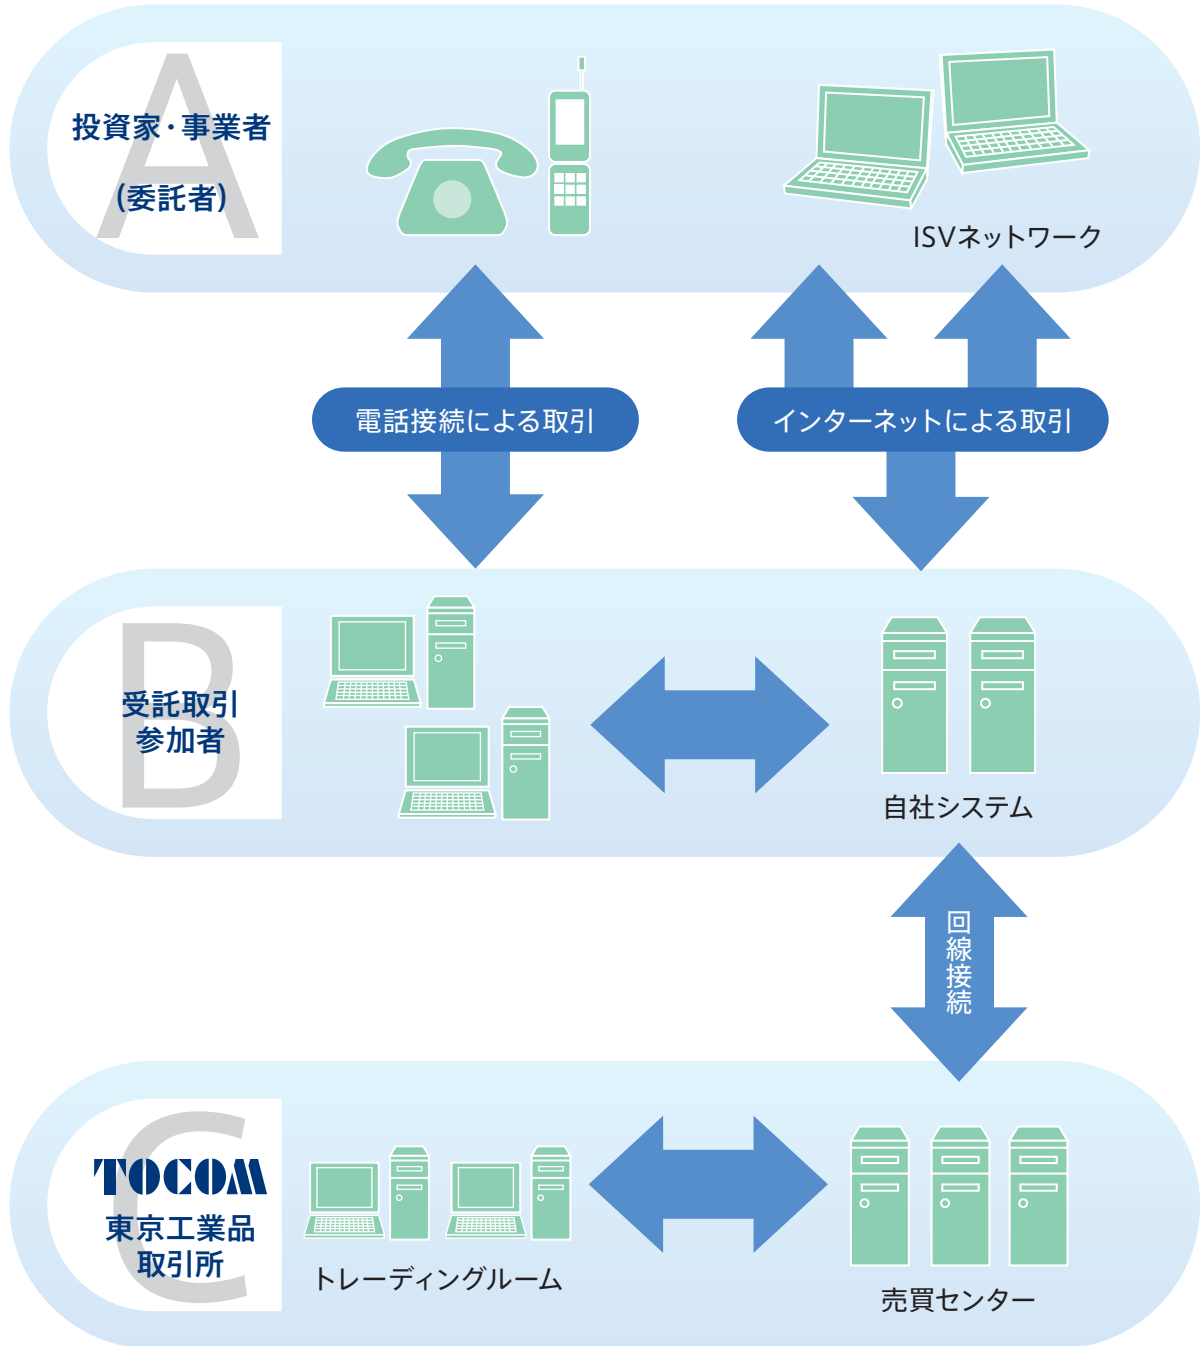 A
投資家・事業者
(委託者)
ISVネットワーク
電話接続による取引
インターネットによる取引
B
受託取引
参加者
自社システム
回線接続
C
TOCOM
東京工業品
取引所
トレーディングルーム
売買センター